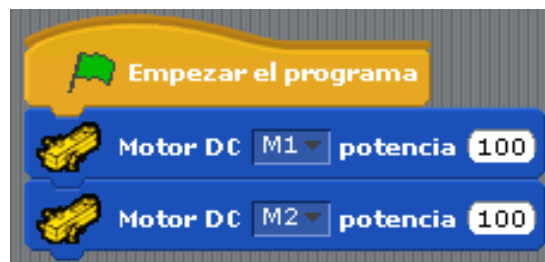 Empezar el programa
Motor DC M1 potencia 100
Motor DC M2 potencia 100